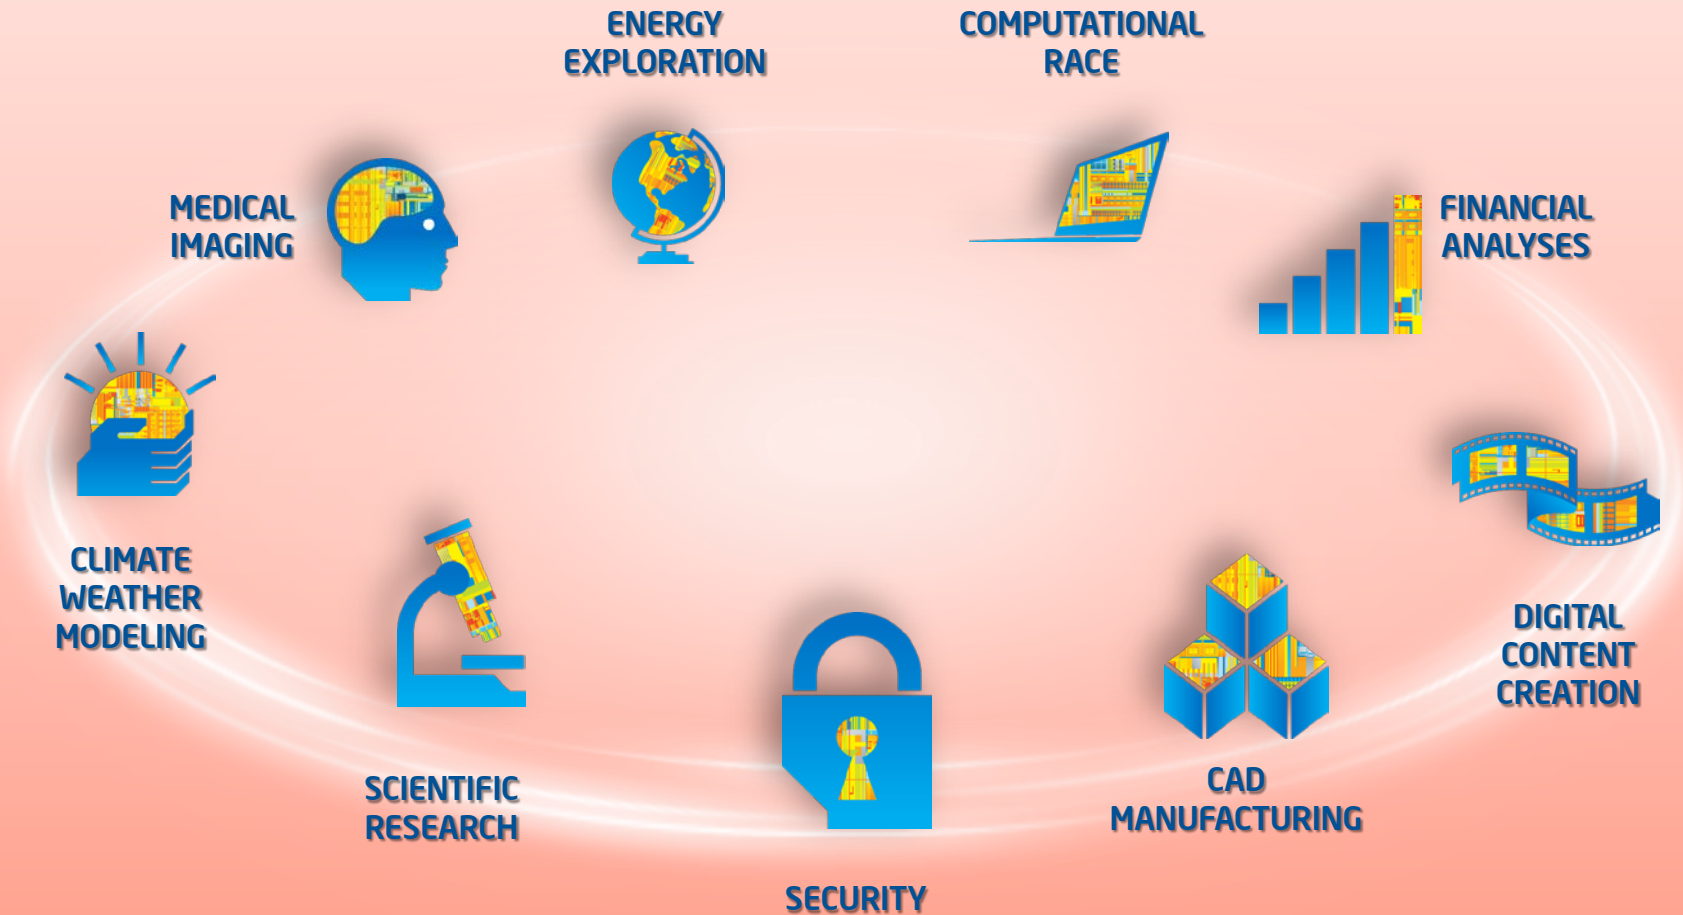 ENERGY
EXPLORATION
COMPUTATIONAL
RACE
MEDICAL
IMAGING
FINANCIAL
ANALYSES
CLIMATE
WEATHER
MODELING
DIGITAL
CONTENT
CREATION
SCIENTIFIC
RESEARCH
CAD
MANUFACTURING
SECURITY